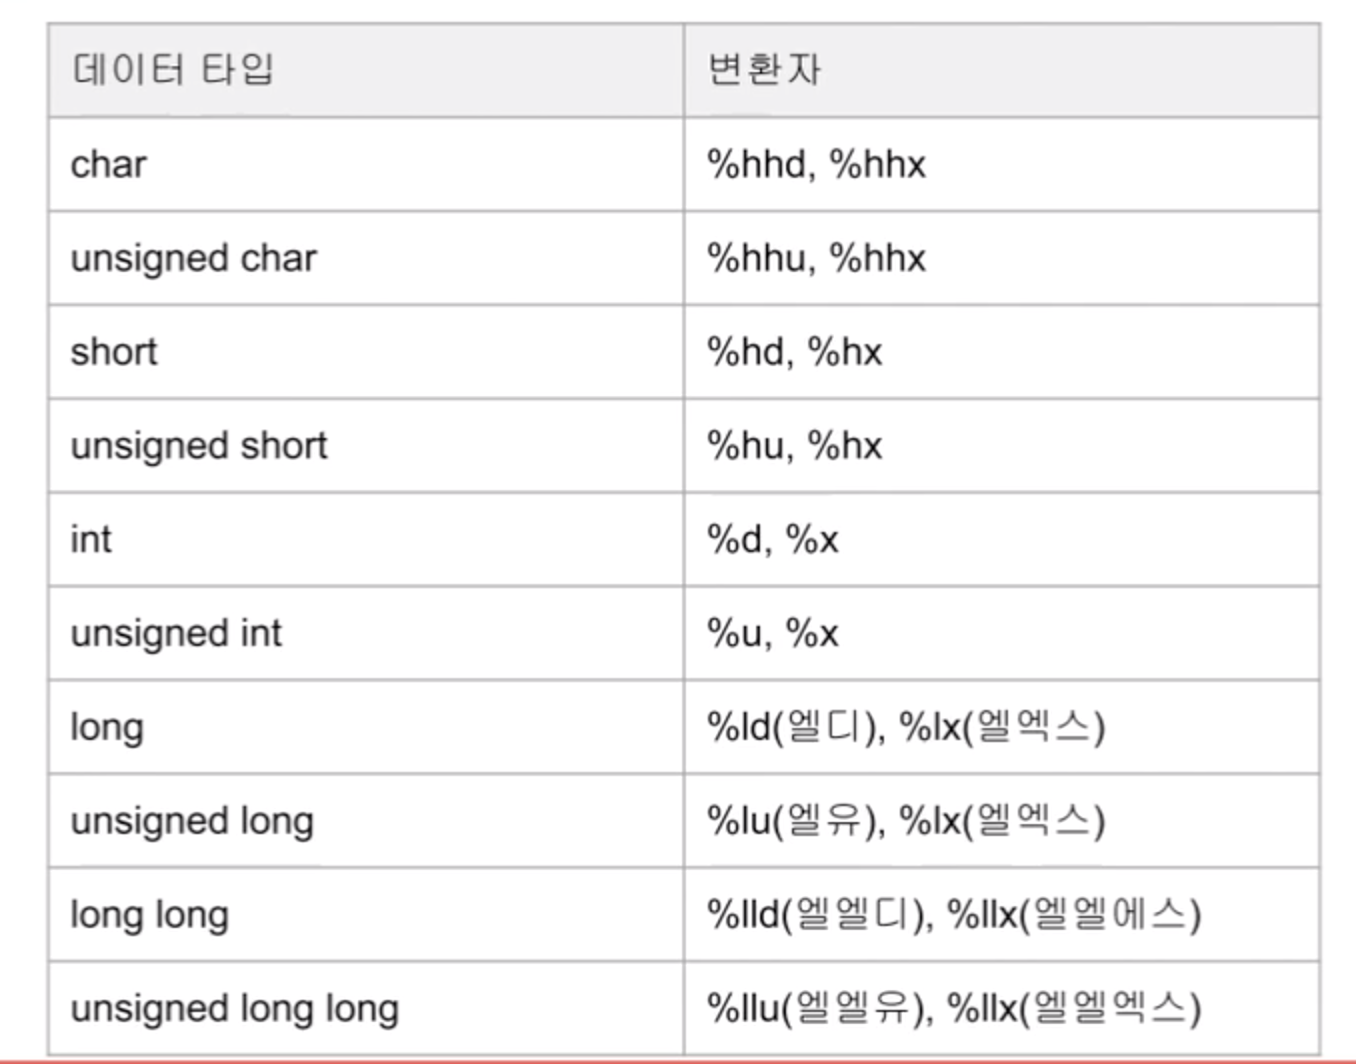 데이터 타입 변환자
char %hhd, %hhx
unsigned char %hhu, %hhx
short %hd, %hx
unsigned short %hu, %hx
int %d, %x
unsigned int %u, %x
long %ld(엘디), %lx(엘엑스)
unsigned long %lu(엘유), %lx(엘엑스)
long long %lld(엘엘디), %llx(엘엘에스)
unsigned long long %llu(엘엘유), %llx(엘엘엑스)